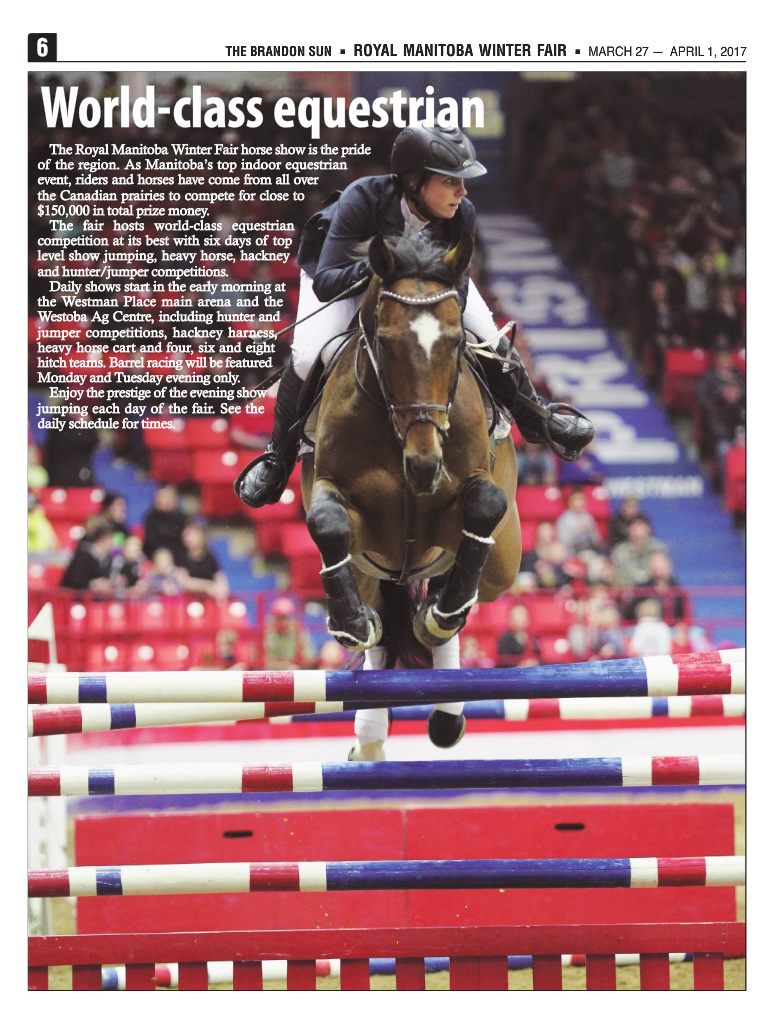 6
THE BRANDON SUN ▪ ROYAL MANITOBA WINTER FAIR ▪ MARCH 27 — APRIL 1, 2017
World-class equestrian
The Royal Manitoba Winter Fair horse show is the pride
of the region. As Manitoba's top indoor equestrian
event, riders and horses have come from all over
the Canadian prairies to compete for close to
$150,000 in total prize money.
The fair hosts world-class equestrian
competition at its best with six days of top
level show jumping, heavy horse, hackney
and hunter/jumper competitions.
Daily shows start in the early morning at
the Westman Place main arena and the
Westoba Ag Centre, including hunter and
jumper competitions, hackney harness,
heavy horse cart and four, six and eight
hitch teams. Barrel racing will be featured
Monday and Tuesday evening only.
Enjoy the prestige of the evening show
jumping each day of the fair. See the
daily schedule for times.
WESTMAN